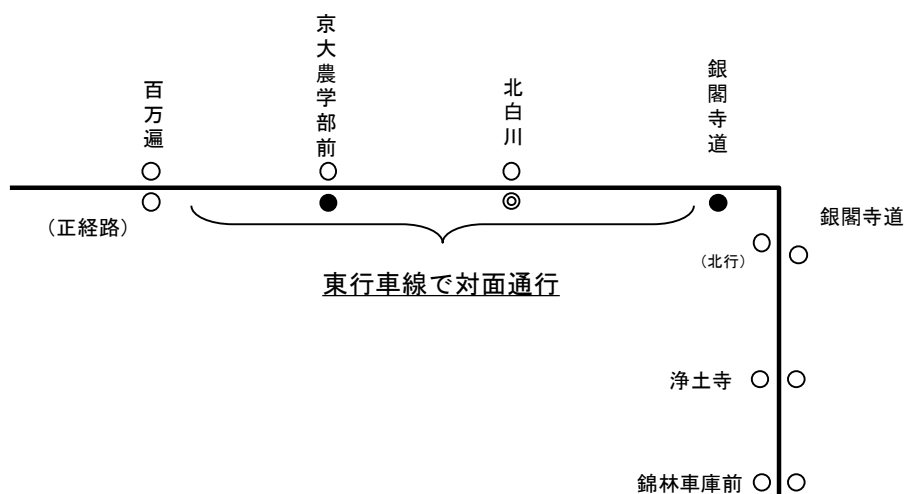 百万遍
京大農学部前
北白川
銀閣寺道
（正経路）
銀閣寺道
（北行）
東行車線で対面通行
浄土寺
錦林車庫前